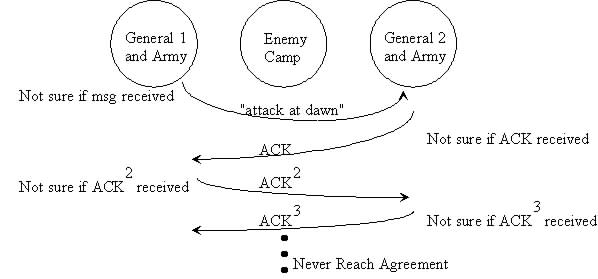 General 1
and Army
Enemy
Camp
General 2
and Army
Not sure if msg received
"attack at dawn"
Not sure if ACK received
ACK
Not sure if ACK² received
ACK²
ACK³
Not sure if ACK³ received
Never Reach Agreement